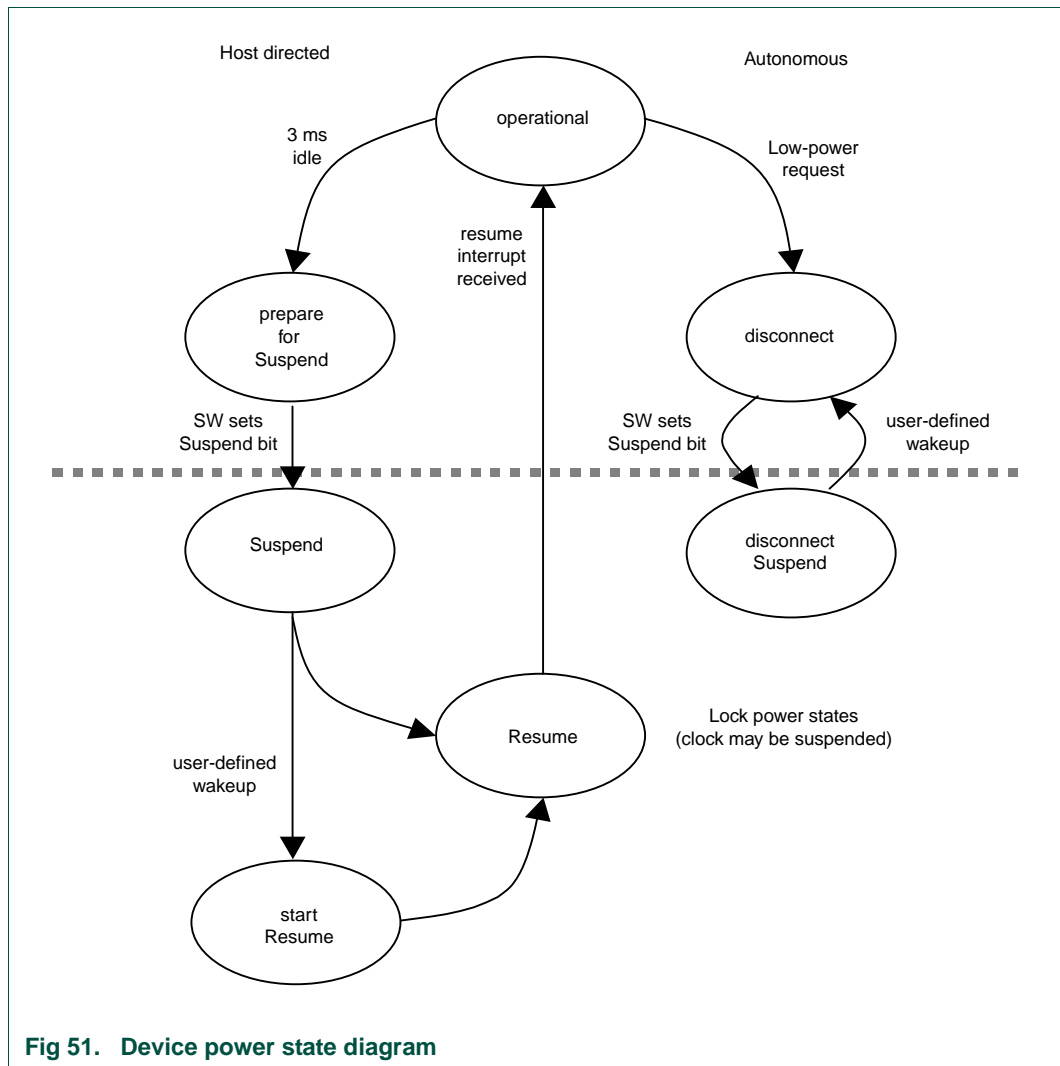 Host directed
Autonomous
operational
3 ms
idle
Low-power
request
resume
interrupt
received
prepare
for
Suspend
disconnect
SW sets
Suspend bit
SW sets
Suspend bit
user-defined
wakeup
Suspend
disconnect
Suspend
Resume
Lock power states
(clock may be suspended)
user-defined
wakeup
start
Resume
Fig 51. Device power state diagram